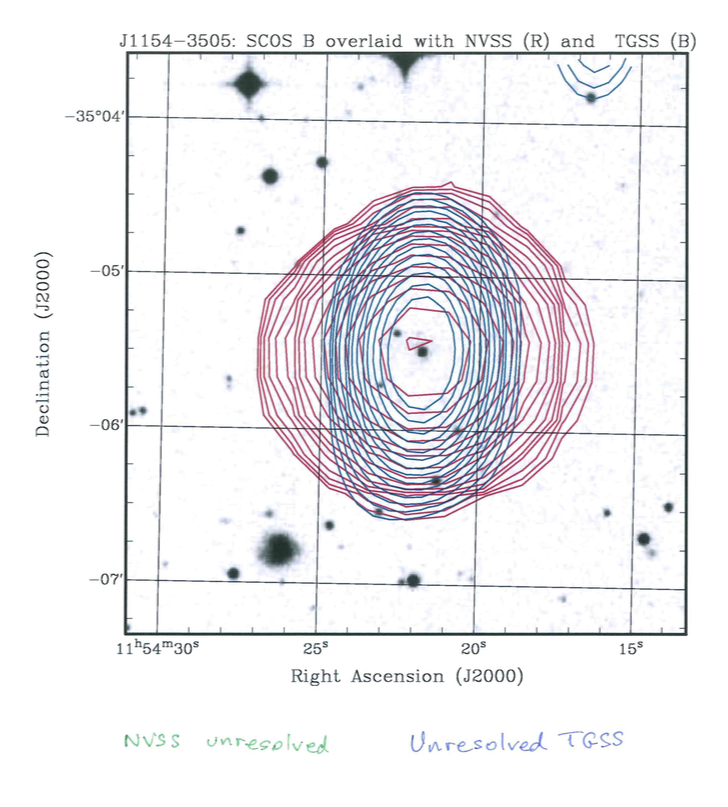 J1154-3505: SCOS B overlaid with NVSS (R) and TGSS (B)
-35°04′
-05′
-06′
-07′
Declination (J2000)
11ʰ54ᵐ30ˢ 25ˢ 20ˢ 15ˢ
Right Ascension (J2000)
NVSS unresolved Unresolved TGSS